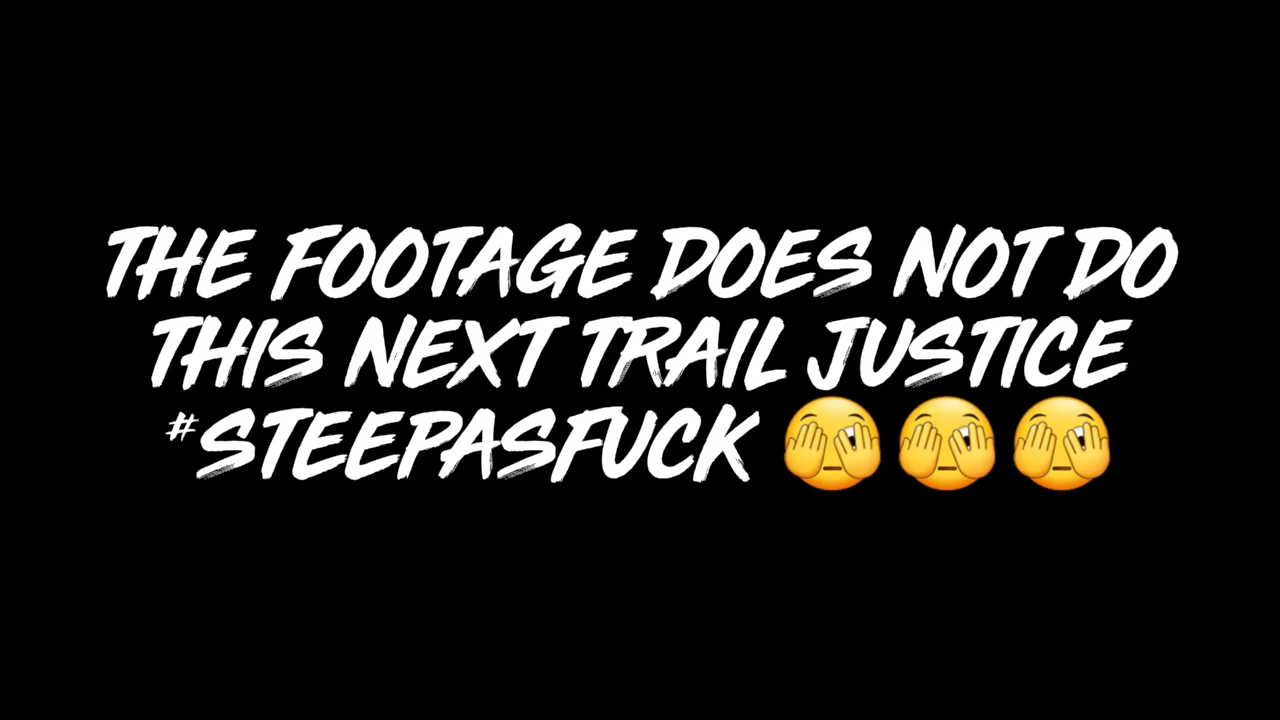 THE FOOTAGE DOES NOT DO
THIS NEXT TRAIL JUSTICE
#STEEPASFUCK 🫣🫣🫣